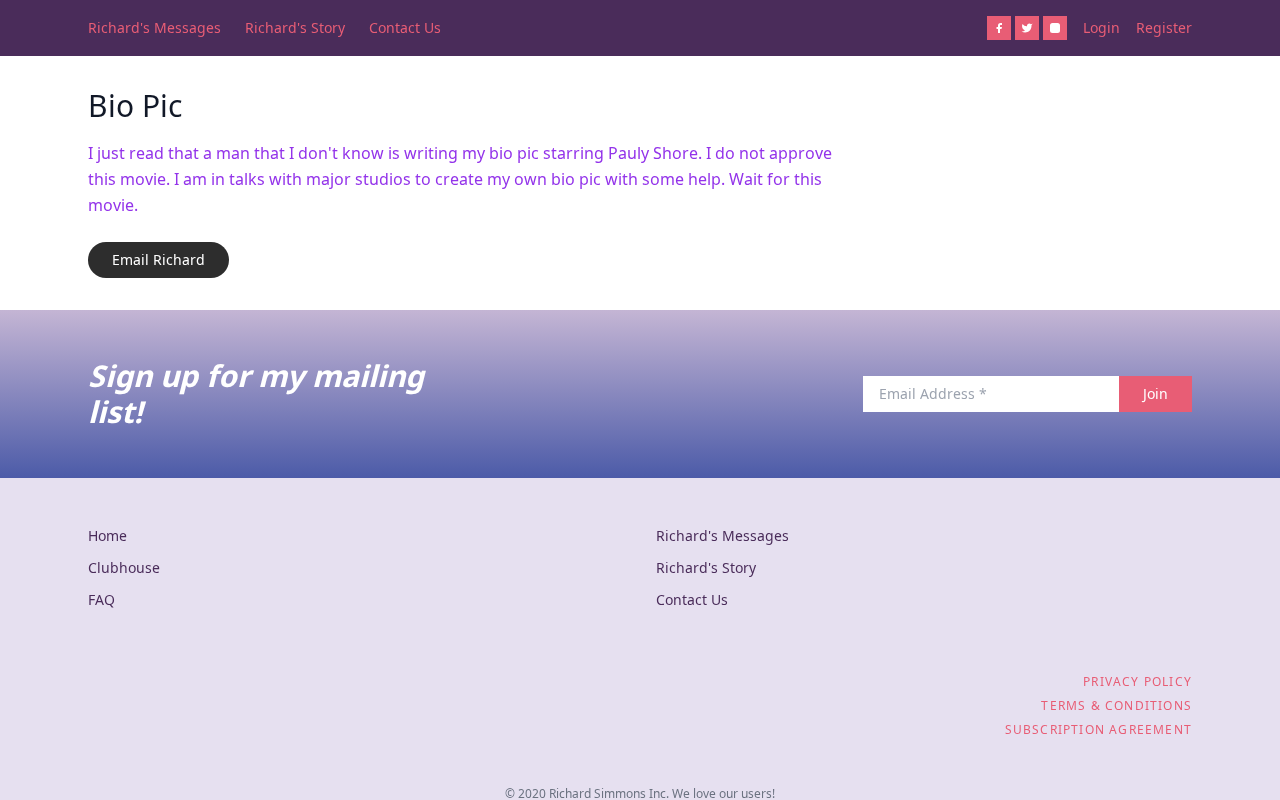 Richard's Messages Richard's Story Contact Us Login Register
Bio Pic
I just read that a man that I don't know is writing my bio pic starring Pauly Shore. I do not approve
this movie. I am in talks with major studios to create my own bio pic with some help. Wait for this
movie.
Email Richard
Sign up for my mailing
list!
Email Address * Join
Home
Clubhouse
FAQ
Richard's Messages
Richard's Story
Contact Us
PRIVACY POLICY
TERMS & CONDITIONS
SUBSCRIPTION AGREEMENT
© 2020 Richard Simmons Inc. We love our users!